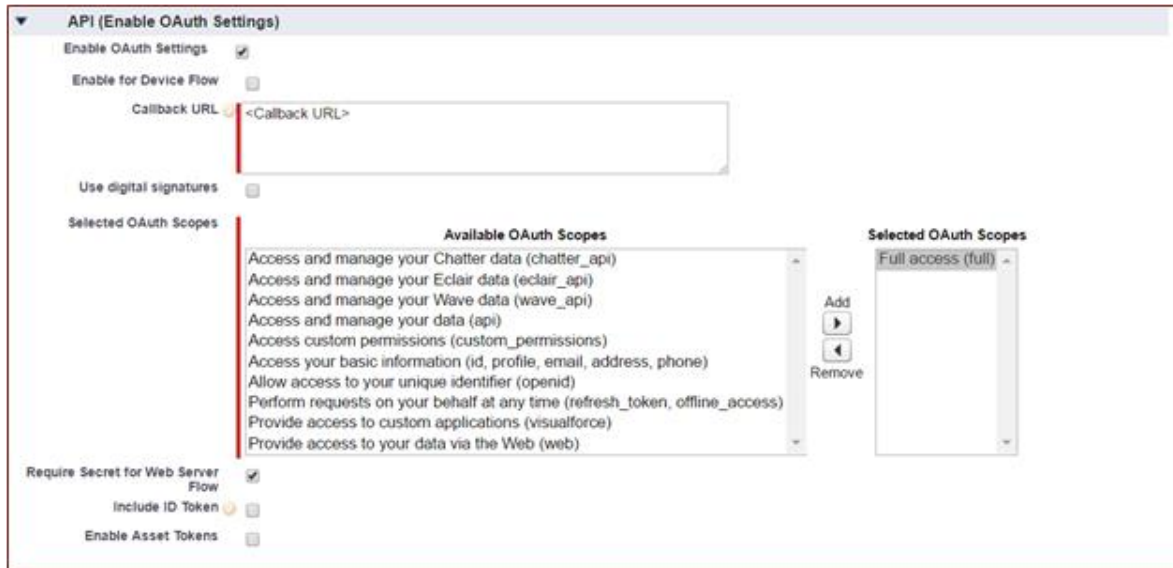 API (Enable OAuth Settings)
Enable OAuth Settings
Enable for Device Flow
Callback URL
<Callback URL>
Use digital signatures
Selected OAuth Scopes
Available OAuth Scopes
Access and manage your Chatter data (chatter_api)
Access and manage your Eclair data (eclair_api)
Access and manage your Wave data (wave_api)
Access and manage your data (api)
Access custom permissions (custom_permissions)
Access your basic information (id, profile, email, address, phone)
Allow access to your unique identifier (openid)
Perform requests on your behalf at any time (refresh_token, offline_access)
Provide access to custom applications (visualforce)
Provide access to your data via the Web (web)
Add
Remove
Selected OAuth Scopes
Full access (full)
Require Secret for Web Server
Flow
Include ID Token
Enable Asset Tokens